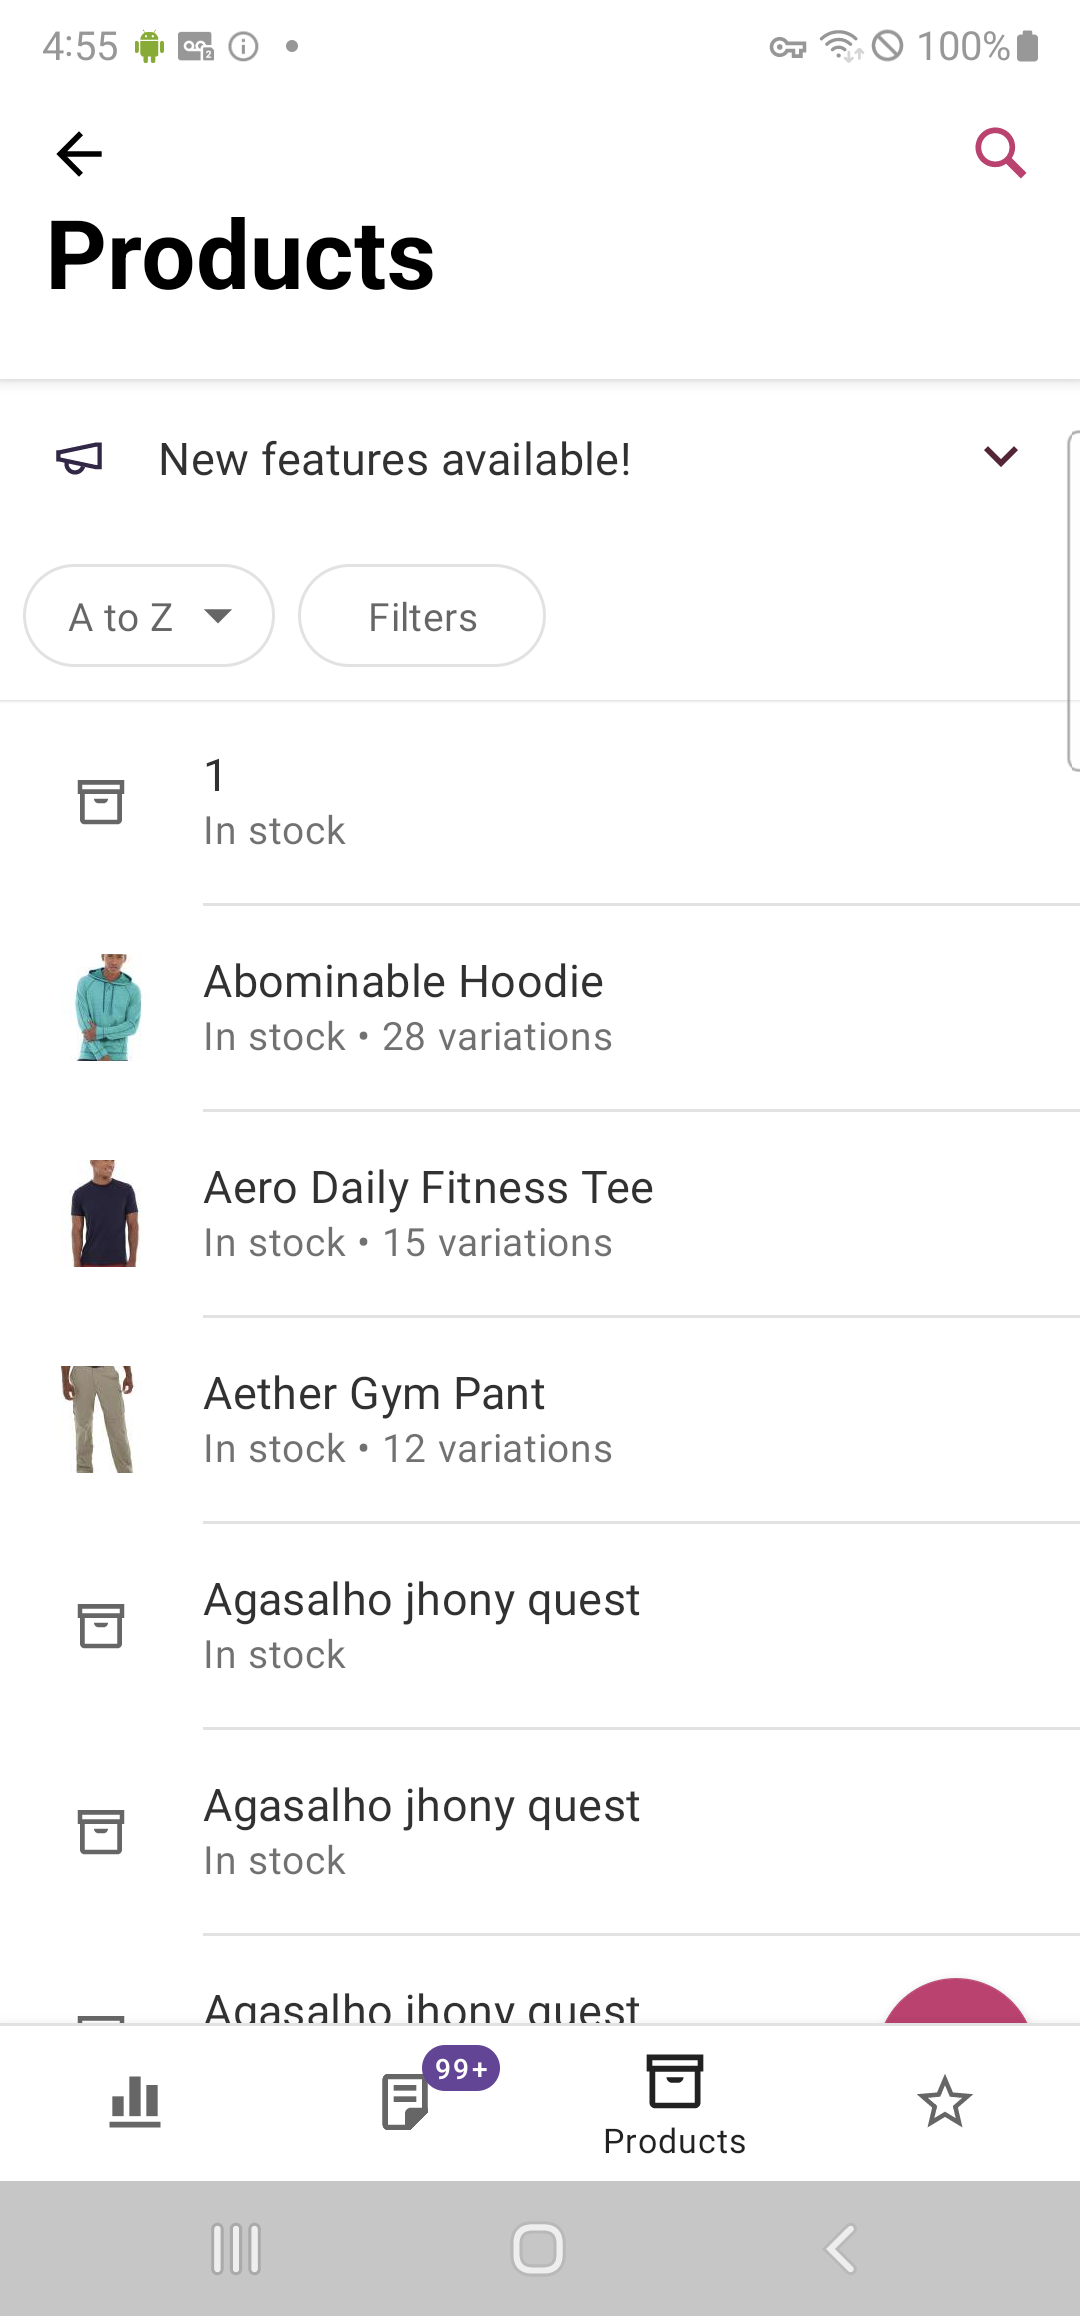 4:55
100%
Products
New features available!
A to Z
Filters
1
In stock
Abominable Hoodie
In stock • 28 variations
Aero Daily Fitness Tee
In stock • 15 variations
Aether Gym Pant
In stock • 12 variations
Agasalho jhony quest
In stock
Agasalho jhony quest
In stock
Agasalho jhony quest
99+
Products